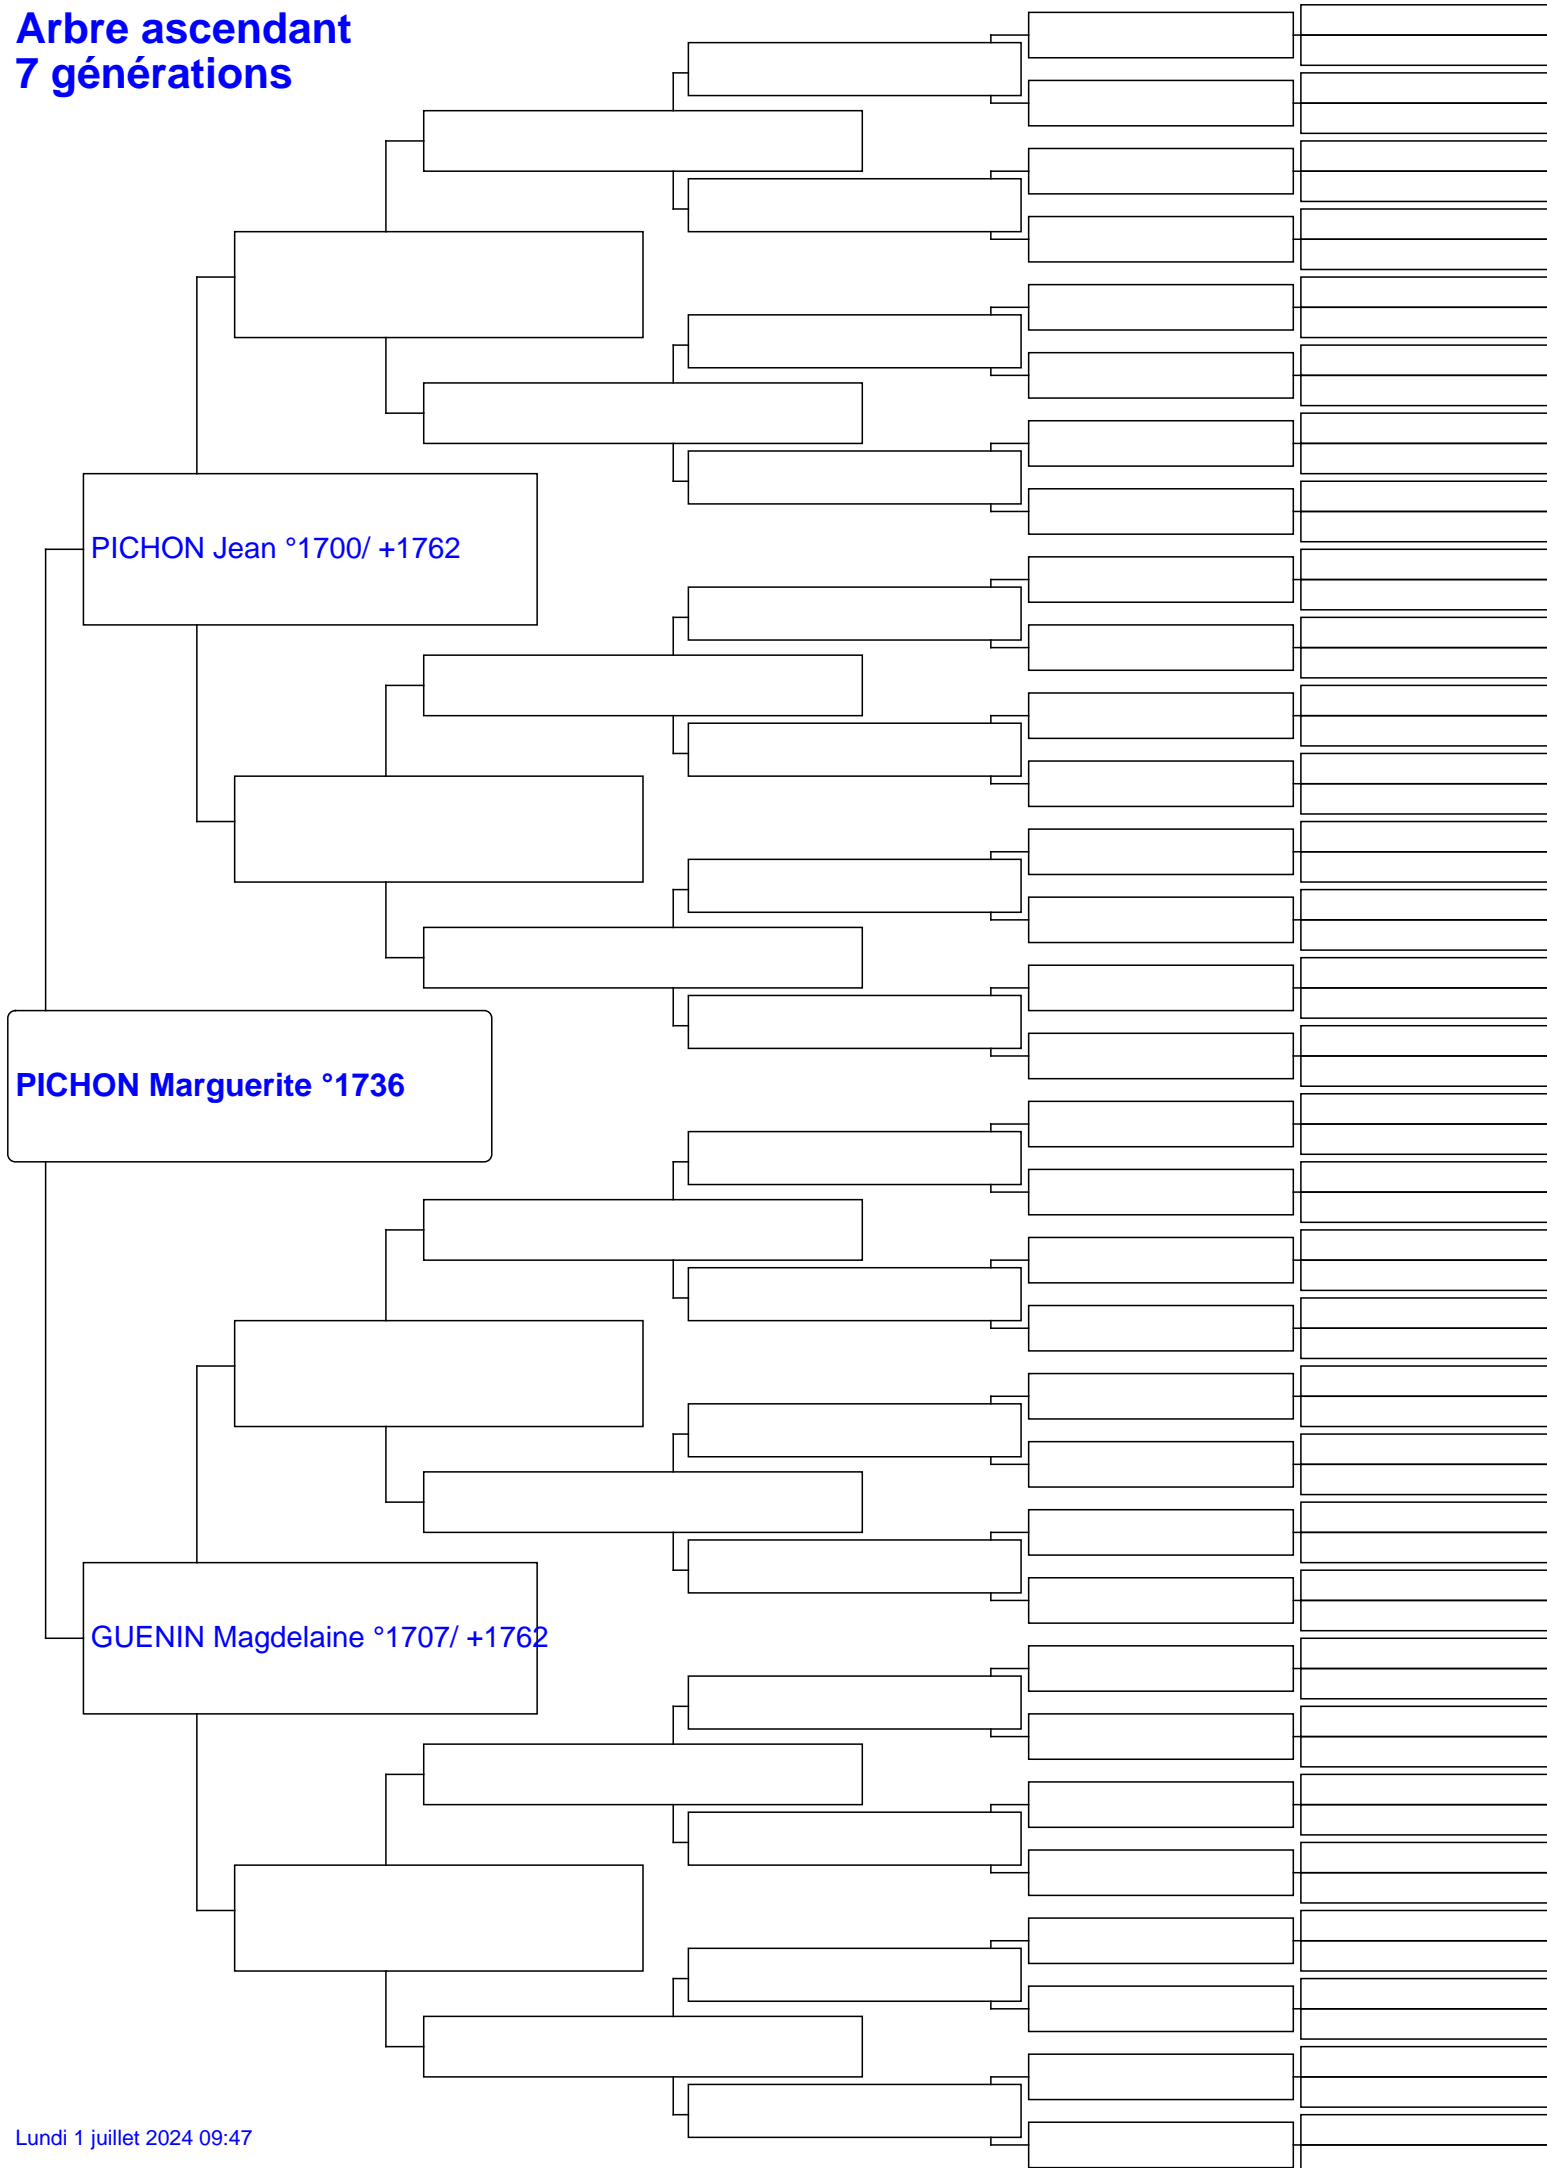 Arbre ascendant
7 générations
PICHON Jean °1700/ +1762
PICHON Marguerite °1736
GUENIN Magdelaine °1707/ +1762
Lundi 1 juillet 2024 09:47